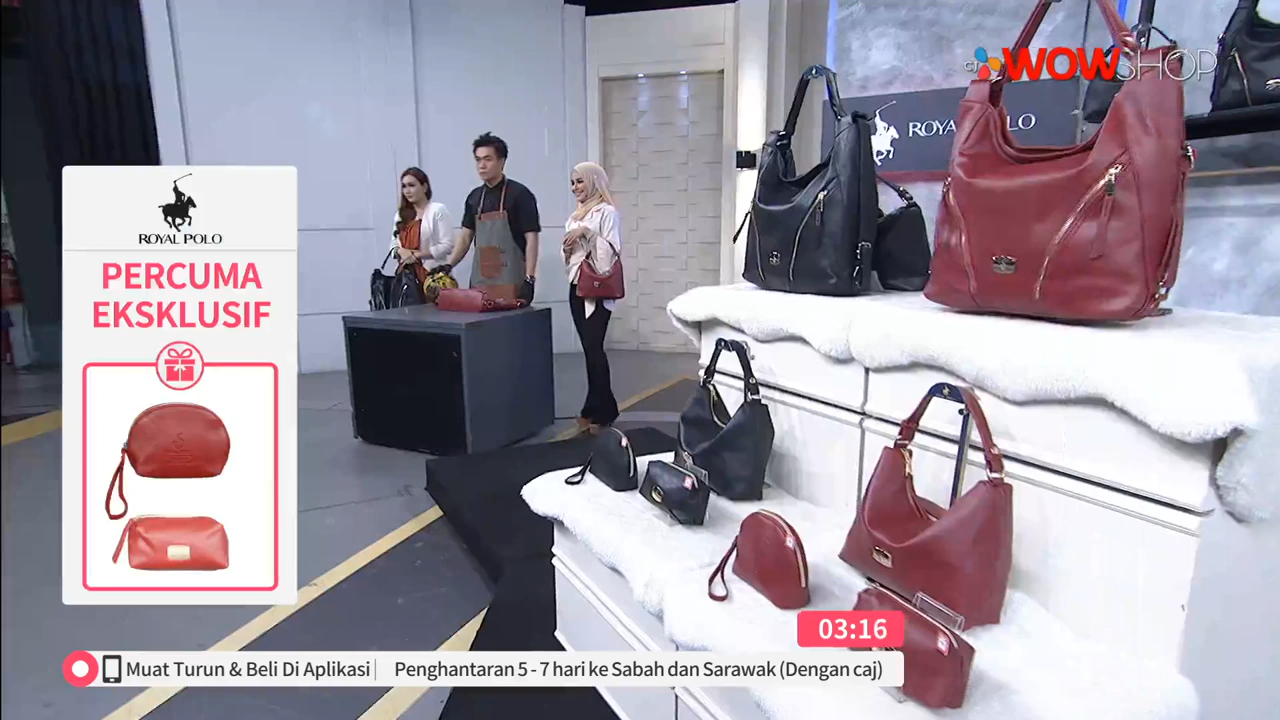 CJ WOWSHOP
ROYAL POLO
ROYAL POLO
PERCUMA
EKSKLUSIF
03:16
Muat Turun & Beli Di Aplikasi | Penghantaran 5 - 7 hari ke Sabah dan Sarawak (Dengan caj)